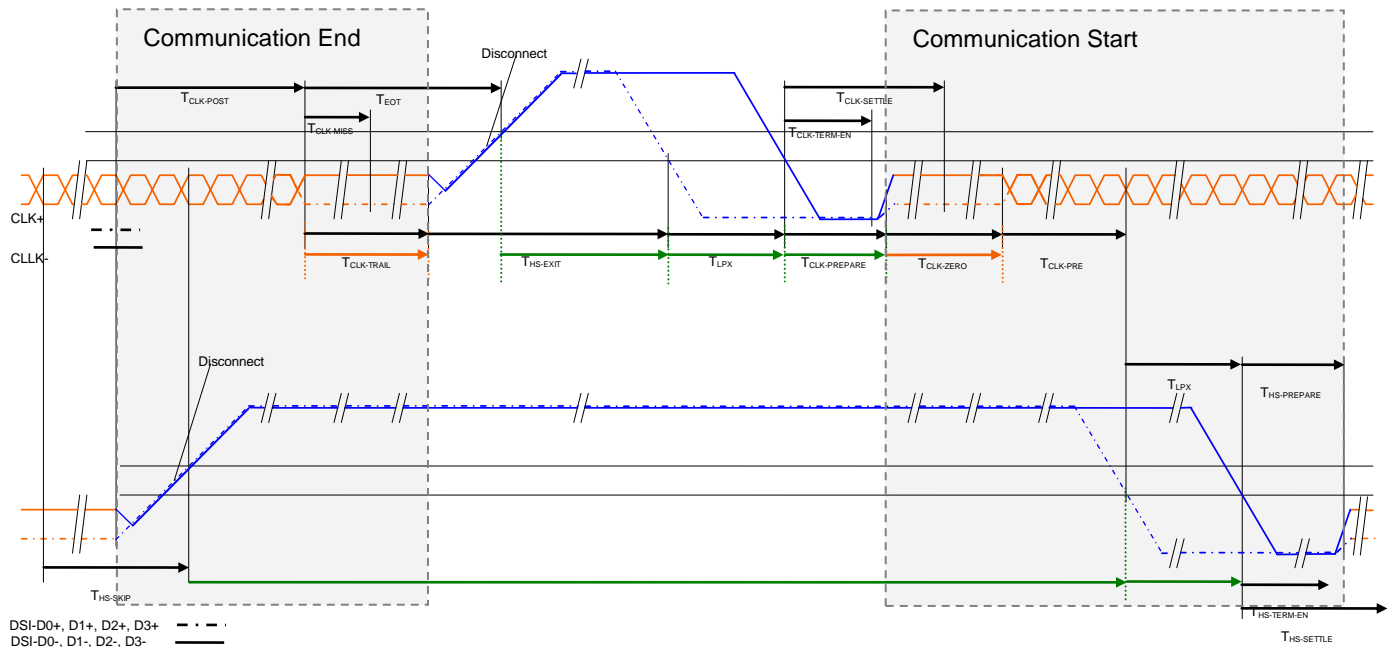 Communication End
Communication Start
Disconnect
TCLK-POST
TEOT
TCLK-SETTLE
TCLK-MISS
TCLK-TERM-EN
CLK+
CLLK-
TCLK-TRAIL
THS-EXIT
TLPX
TCLK-PREPARE
TCLK-ZERO
TCLK-PRE
Disconnect
TLPX
THS-PREPARE
THS-SKIP
THS-TERM-EN
DSI-D0+, D1+, D2+, D3+
DSI-D0-, D1-, D2-, D3-
THS-SETTLE